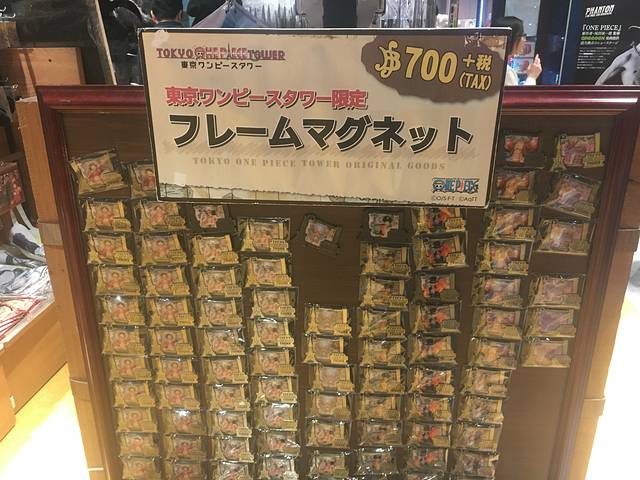 TOKYO ONE PIECE TOWER
東京ワンピースタワー
700 +税
(TAX)
東京ワンピースタワー限定
フレームマグネット
TOKYO ONE PIECE TOWER ORIGINAL GOODS
ONE PIECE
PHANTOM
「ONE PIECE」